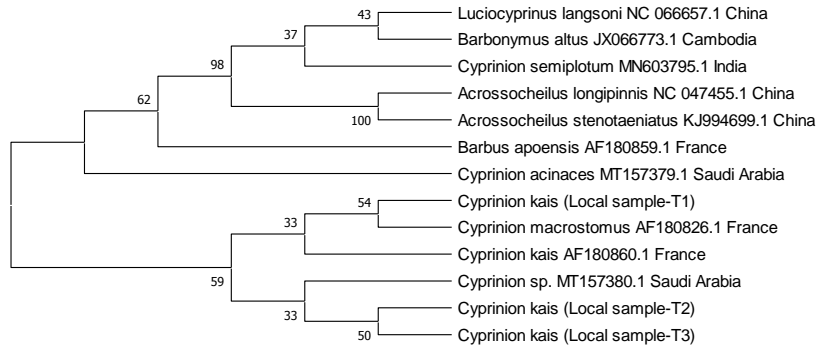 43
Luciocyprinus langsoni NC 066657.1 China
37
Barbonymus altus JX066773.1 Cambodia
98
Cyprinion semiplotum MN603795.1 India
62
Acrossocheilus longipinnis NC 047455.1 China
100
Acrossocheilus stenotaeniatus KJ994699.1 China
Barbus apoensis AF180859.1 France
Cyprinion acinaces MT157379.1 Saudi Arabia
54
Cyprinion kais (Local sample-T1)
33
Cyprinion macrostomus AF180826.1 France
Cyprinion kais AF180860.1 France
59
Cyprinion sp. MT157380.1 Saudi Arabia
33
Cyprinion kais (Local sample-T2)
50
Cyprinion kais (Local sample-T3)